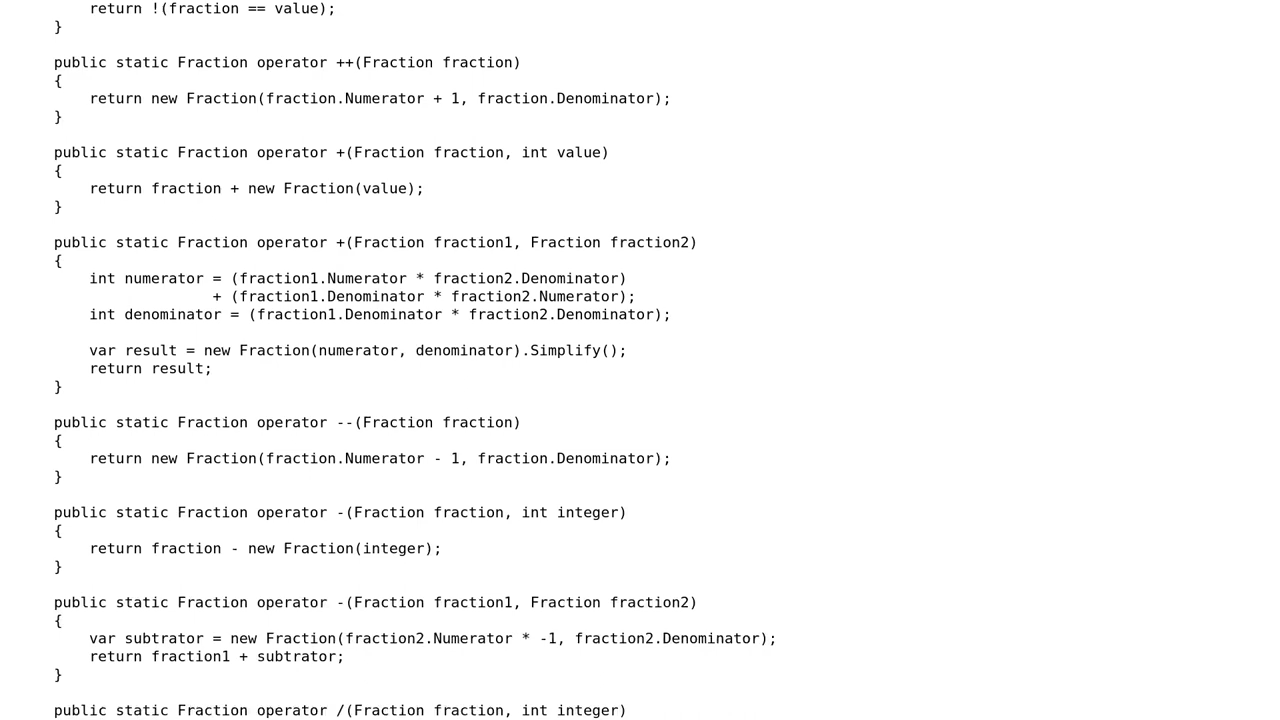 return !(fraction == value);
}
public static Fraction operator ++(Fraction fraction)
{
return new Fraction(fraction.Numerator + 1, fraction.Denominator);
}
public static Fraction operator +(Fraction fraction, int value)
{
return fraction + new Fraction(value);
}
public static Fraction operator +(Fraction fraction1, Fraction fraction2)
{
int numerator = (fraction1.Numerator * fraction2.Denominator)
+ (fraction1.Denominator * fraction2.Numerator);
int denominator = (fraction1.Denominator * fraction2.Denominator);
var result = new Fraction(numerator, denominator).Simplify();
return result;
}
public static Fraction operator --(Fraction fraction)
{
return new Fraction(fraction.Numerator - 1, fraction.Denominator);
}
public static Fraction operator -(Fraction fraction, int integer)
{
return fraction - new Fraction(integer);
}
public static Fraction operator -(Fraction fraction1, Fraction fraction2)
{
var subtrator = new Fraction(fraction2.Numerator * -1, fraction2.Denominator);
return fraction1 + subtrator;
}
public static Fraction operator /(Fraction fraction, int integer)